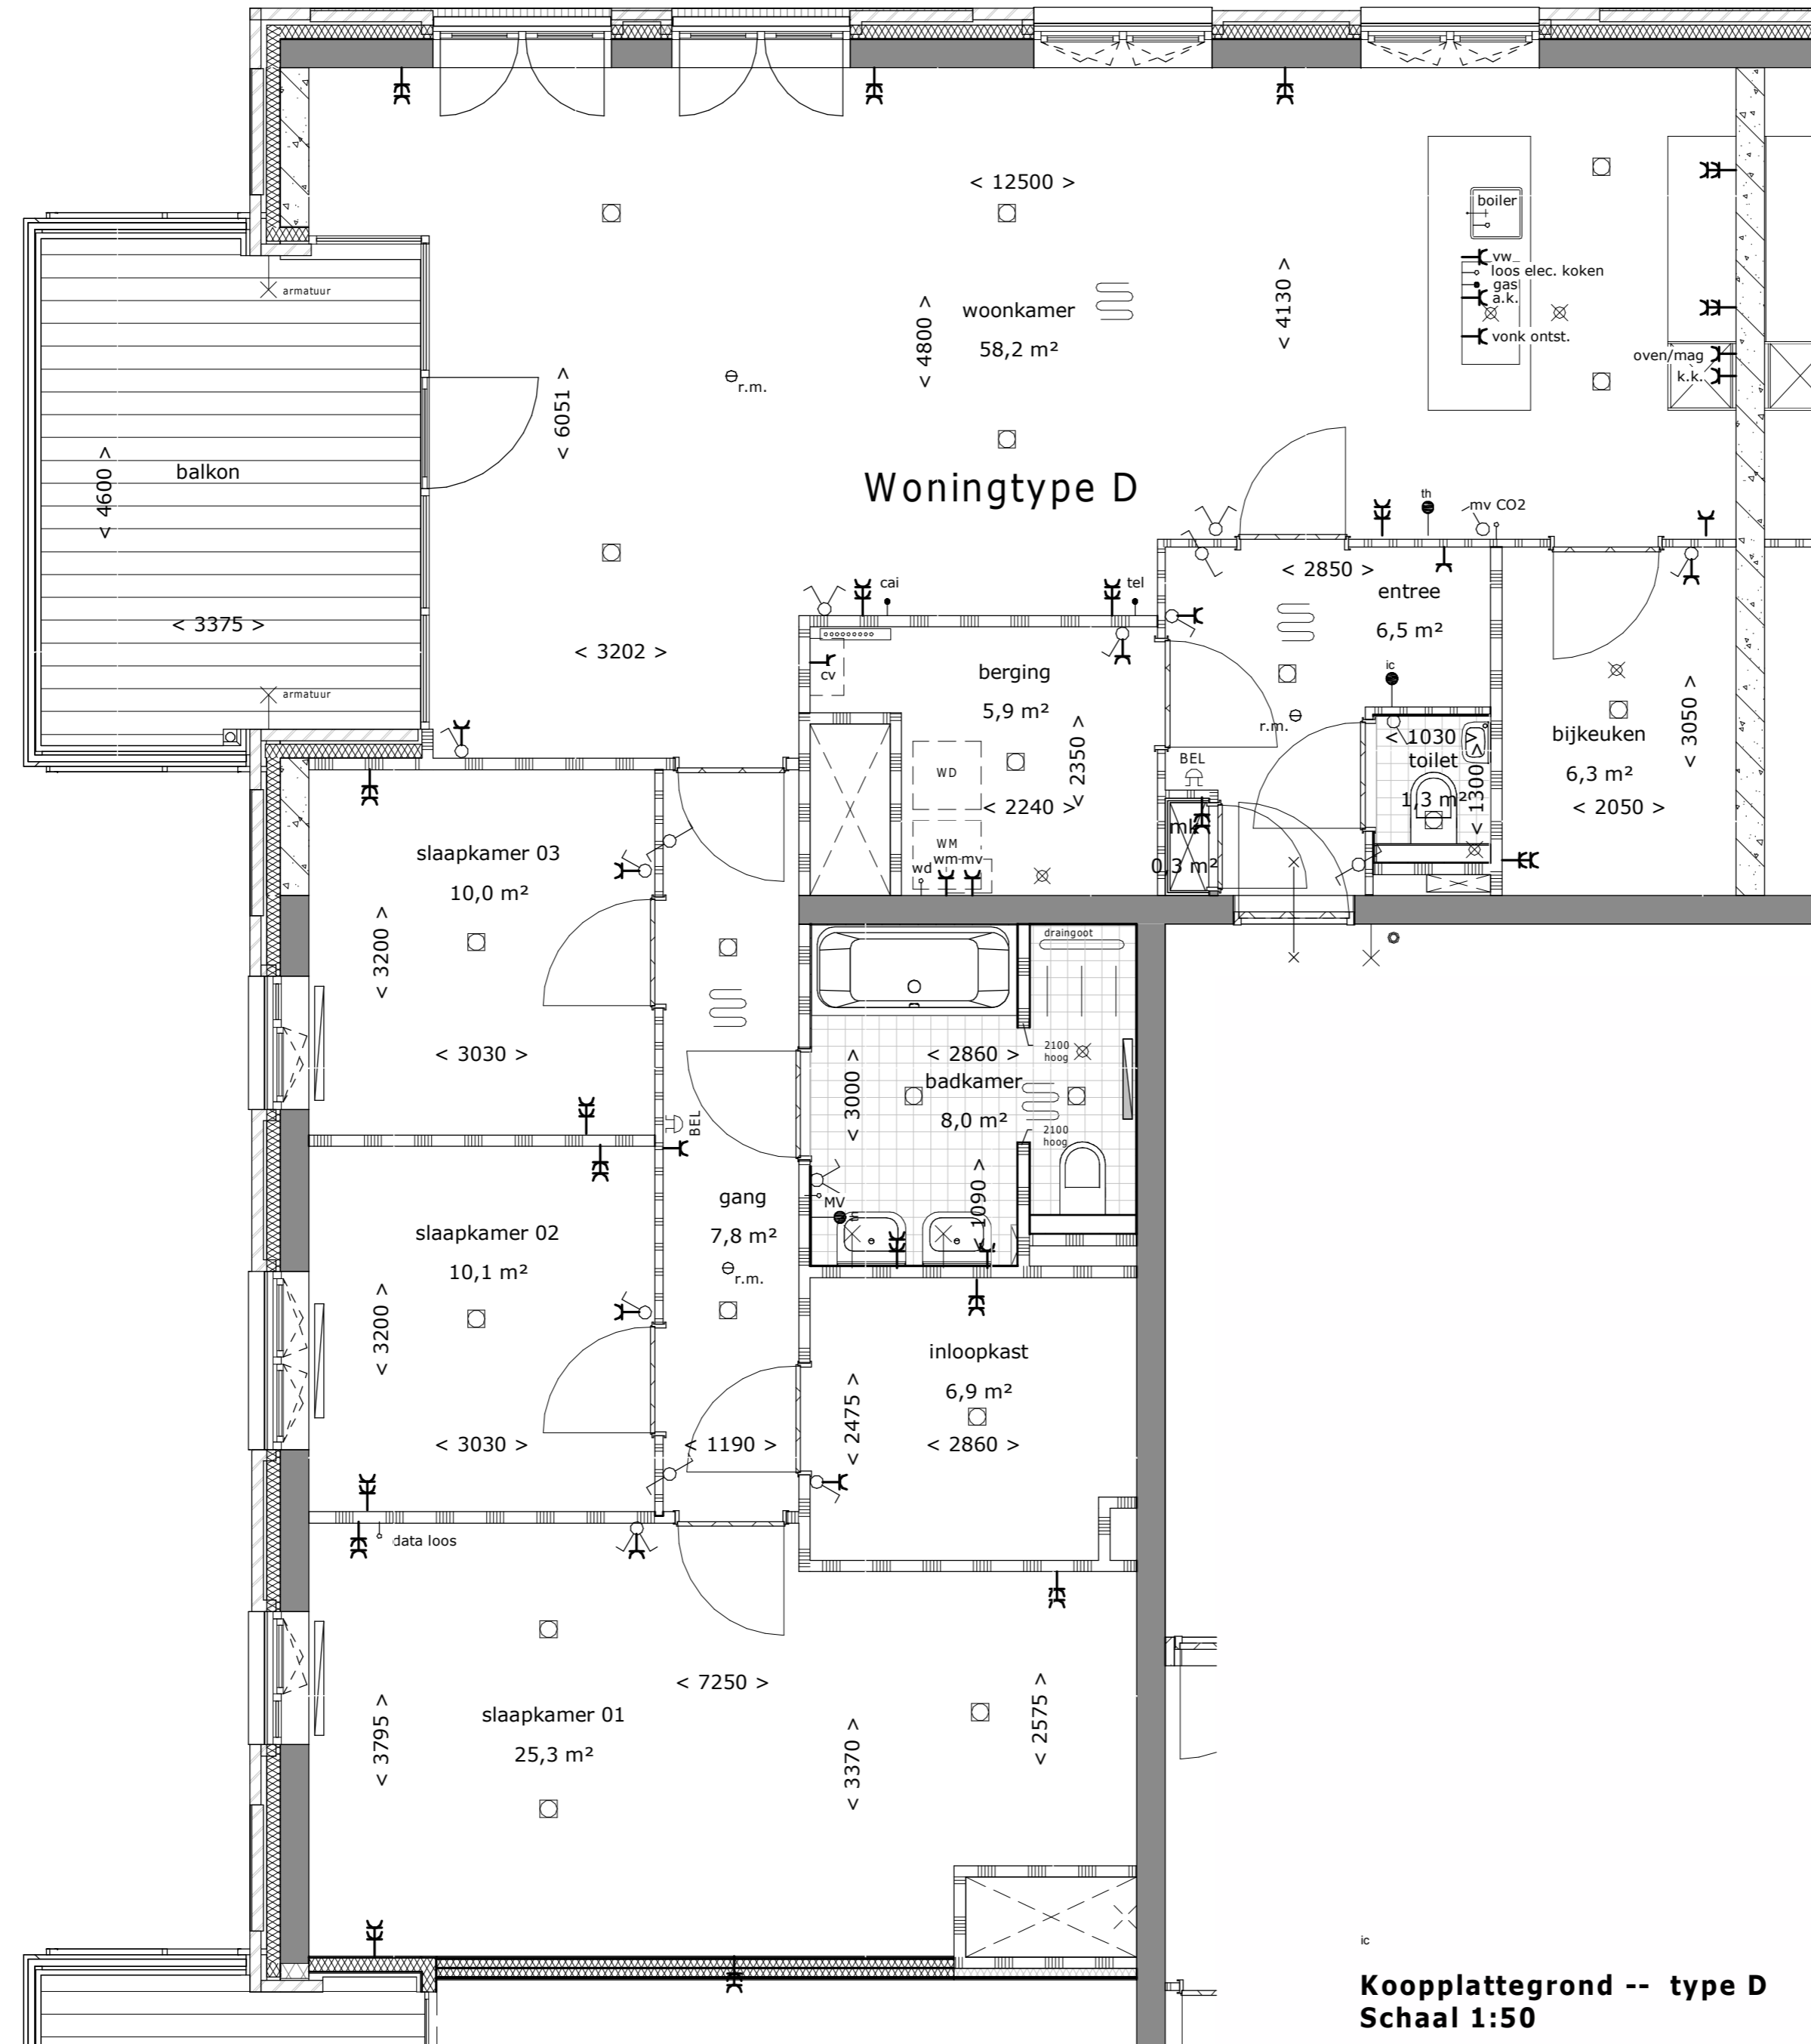 < 12500 >
boiler
vw
loos elec. koken
gas
a.k.
vonk ontst.
oven/mag
k.k.
armatuur
woonkamer
58,2 m²
< 4800 >
< 4130 >
< 6051 >
r.m.
balkon
< 4600 >
< 3375 >
Woningtype D
th
mv CO2
< 2850 >
entree
6,5 m²
ic
cai
tel
< 3202 >
armatuur
cv
berging
5,9 m²
< 2350 >
< 2240 >
WD
WM
wd
wm
mv
r.m.
BEL
mk
0,3 m²
< 1030 >
toilet
1,3 m²
< 1300 >
bijkeuken
6,3 m²
< 2050 >
< 3050 >
slaapkamer 03
10,0 m²
< 3200 >
< 3030 >
draingoot
2100
hoog
< 2860 >
badkamer
8,0 m²
< 3000 >
2100
hoog
< 1090 >
MV
BEL
gang
7,8 m²
r.m.
< 1190 >
slaapkamer 02
10,1 m²
< 3200 >
< 3030 >
inloopkast
6,9 m²
< 2475 >
< 2860 >
data loos
< 7250 >
slaapkamer 01
25,3 m²
< 3795 >
< 3370 >
< 2575 >
ic
Koopplattegrond -- type D
Schaal 1:50